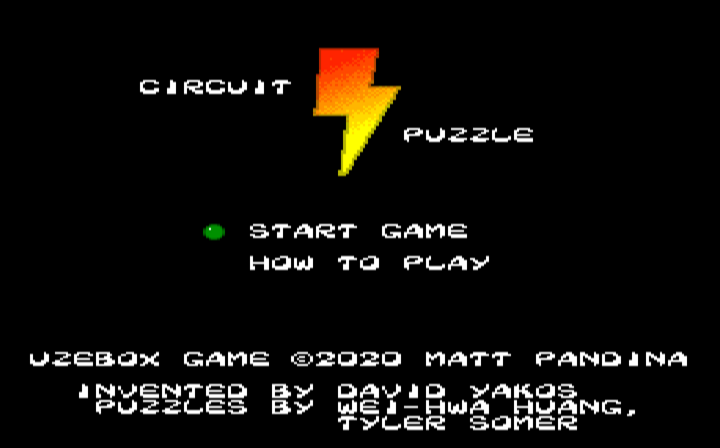 CIRCUIT
PUZZLE
START GAME
HOW TO PLAY
UZEBOX GAME ©2020 MATT PANDINA
INVENTED BY DAVID YAKOS
PUZZLES BY WEI-HWA HUANG,
TYLER SOMER